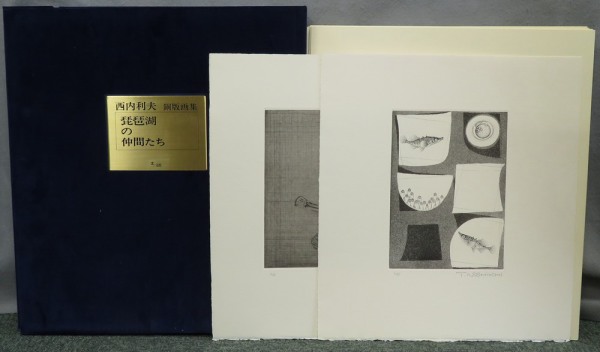 西内利夫 銅版画集
琵琶湖
の
仲間たち